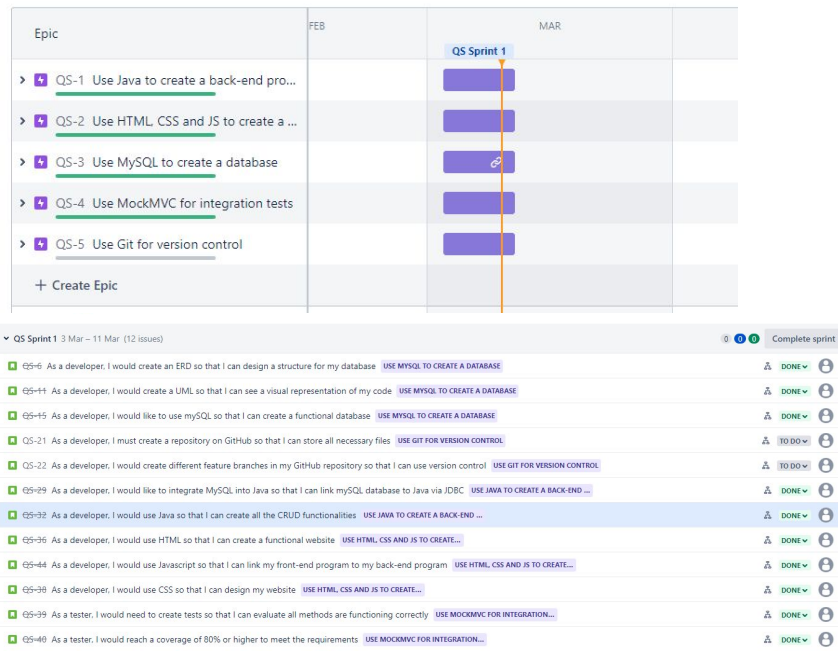 Epic
FEB
MAR
QS Sprint 1
QS-1 Use Java to create a back-end pro...
QS-2 Use HTML, CSS and JS to create a ...
QS-3 Use MySQL to create a database
QS-4 Use MockMVC for integration tests
QS-5 Use Git for version control
+ Create Epic
QS Sprint 1 3 Mar – 11 Mar (12 issues) 0 0 0 Complete sprint
QS-6 As a developer, I would create an ERD so that I can design a structure for my database USE MYSQL TO CREATE A DATABASE DONE
QS-11 As a developer, I would create a UML so that I can see a visual representation of my code USE MYSQL TO CREATE A DATABASE DONE
QS-15 As a developer, I would like to use mySQL so that I can create a functional database USE MYSQL TO CREATE A DATABASE DONE
QS-21 As a developer, I must create a repository on GitHub so that I can store all necessary files USE GIT FOR VERSION CONTROL TO DO
QS-22 As a developer, I would create different feature branches in my GitHub repository so that I can use version control USE GIT FOR VERSION CONTROL TO DO
QS-29 As a developer, I would like to integrate MySQL into Java so that I can link mySQL database to Java via JDBC USE JAVA TO CREATE A BACK-END ... DONE
QS-32 As a developer, I would use Java so that I can create all the CRUD functionalities USE JAVA TO CREATE A BACK-END ... DONE
QS-36 As a developer, I would use HTML so that I can create a functional website USE HTML, CSS AND JS TO CREATE... DONE
QS-44 As a developer, I would use Javascript so that I can link my front-end program to my back-end program USE HTML, CSS AND JS TO CREATE... DONE
QS-38 As a developer, I would use CSS so that I can design my website USE HTML, CSS AND JS TO CREATE... DONE
QS-39 As a tester, I would need to create tests so that I can evaluate all methods are functioning correctly USE MOCKMVC FOR INTEGRATION... DONE
QS-40 As a tester, I would reach a coverage of 80% or higher to meet the requirements USE MOCKMVC FOR INTEGRATION... DONE